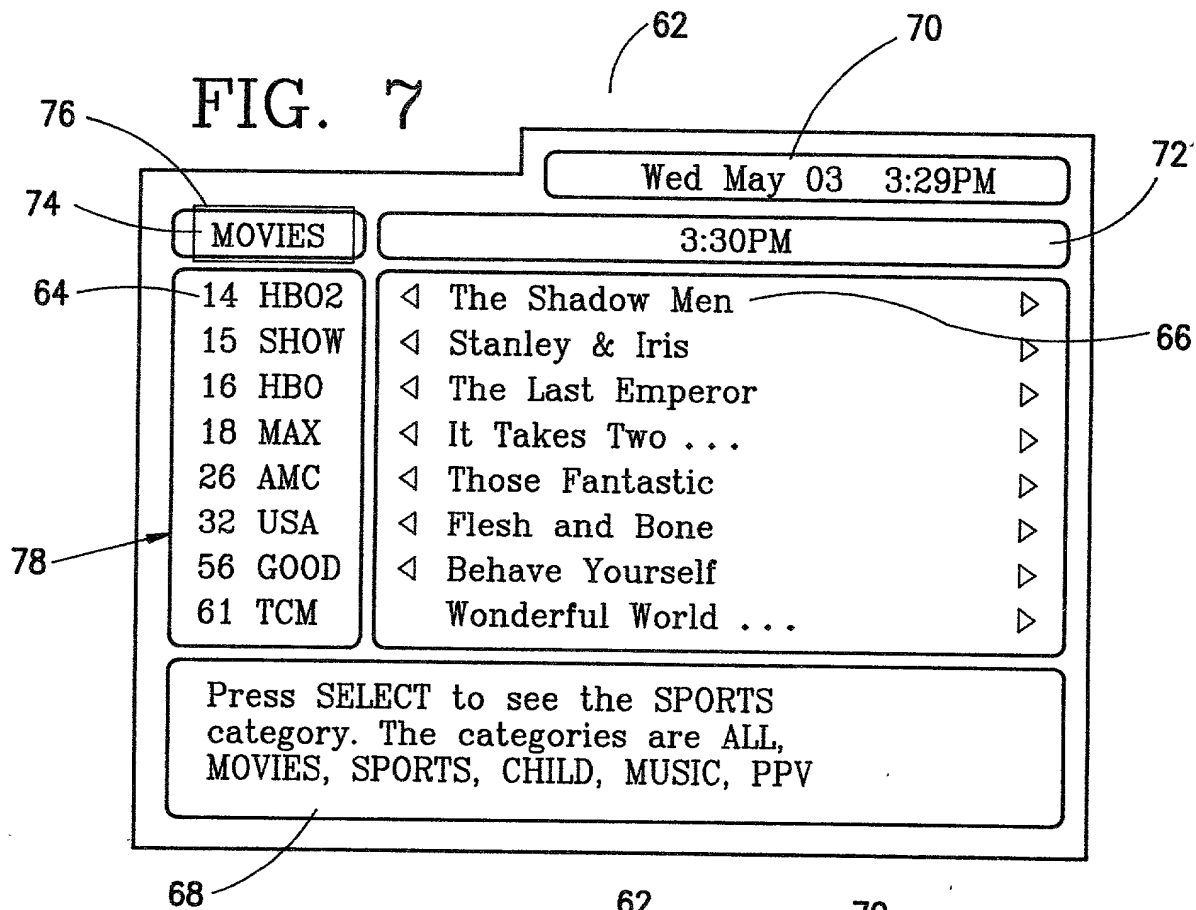 62
70
FIG. 7
76
72'
Wed May 03 3:29PM
74
MOVIES
3:30PM
64
14 HBO2 ◁ The Shadow Men ▷
66
15 SHOW ◁ Stanley & Iris ▷
16 HBO ◁ The Last Emperor ▷
18 MAX ◁ It Takes Two ... ▷
26 AMC ◁ Those Fantastic ▷
32 USA ◁ Flesh and Bone ▷
78
56 GOOD ◁ Behave Yourself ▷
61 TCM Wonderful World ... ▷
Press SELECT to see the SPORTS
category. The categories are ALL,
MOVIES, SPORTS, CHILD, MUSIC, PPV
68
62